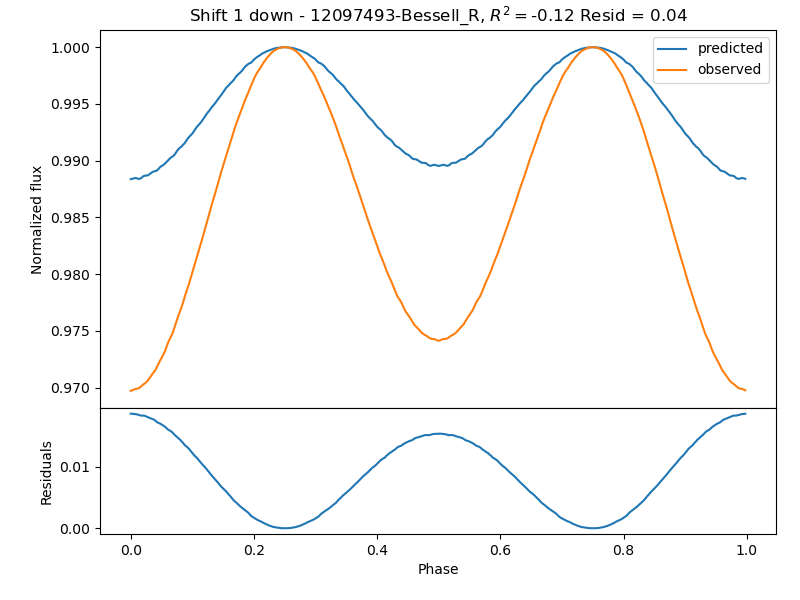 Shift 1 down - 12097493-Bessell_R, $R^2 =$-0.12 Resid = 0.04
predicted
observed
1.000
0.995
0.990
0.985
0.980
0.975
0.970
Normalized flux
0.01
0.00
Residuals
0.0 0.2 0.4 0.6 0.8 1.0
Phase